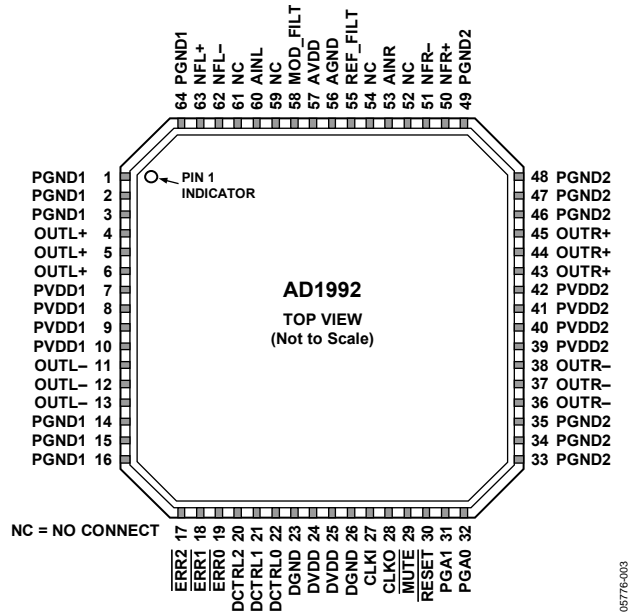 64 PGND1
63 NFL+
62 NFL–
61 NC
60 AINL
59 NC
58 MOD_FILT
57 AVDD
56 AGND
55 REF_FILT
54 NC
53 AINR
52 NC
51 NFR–
50 NFR+
49 PGND2
PGND1 1
PGND1 2
PGND1 3
OUTL+ 4
OUTL+ 5
OUTL+ 6
PVDD1 7
PVDD1 8
PVDD1 9
PVDD1 10
OUTL– 11
OUTL– 12
OUTL– 13
PGND1 14
PGND1 15
PGND1 16
PIN 1
INDICATOR
AD1992
TOP VIEW
(Not to Scale)
48 PGND2
47 PGND2
46 PGND2
45 OUTR+
44 OUTR+
43 OUTR+
42 PVDD2
41 PVDD2
40 PVDD2
39 PVDD2
38 OUTR–
37 OUTR–
36 OUTR–
35 PGND2
34 PGND2
33 PGND2
NC = NO CONNECT
ERR2 17
ERR1 18
ERR0 19
DCTRL2 20
DCTRL1 21
DCTRL0 22
DGND 23
DVDD 24
DVDD 25
DGND 26
CLKI 27
CLKO 28
MUTE 29
RESET 30
PGA1 31
PGA0 32
05776-003